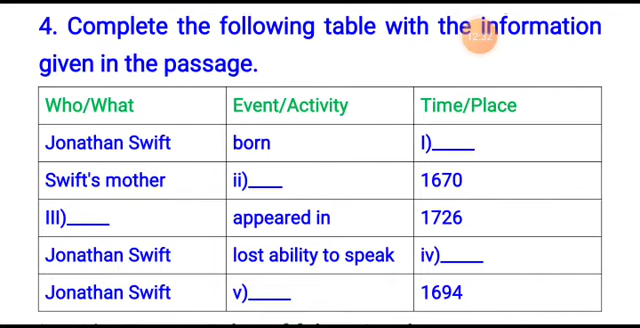 4. Complete the following table with the information
given in the passage.
Who/What Event/Activity Time/Place
Jonathan Swift born I)_____
Swift's mother ii)____ 1670
III)_____ appeared in 1726
Jonathan Swift lost ability to speak iv)_____
Jonathan Swift v)_____ 1694